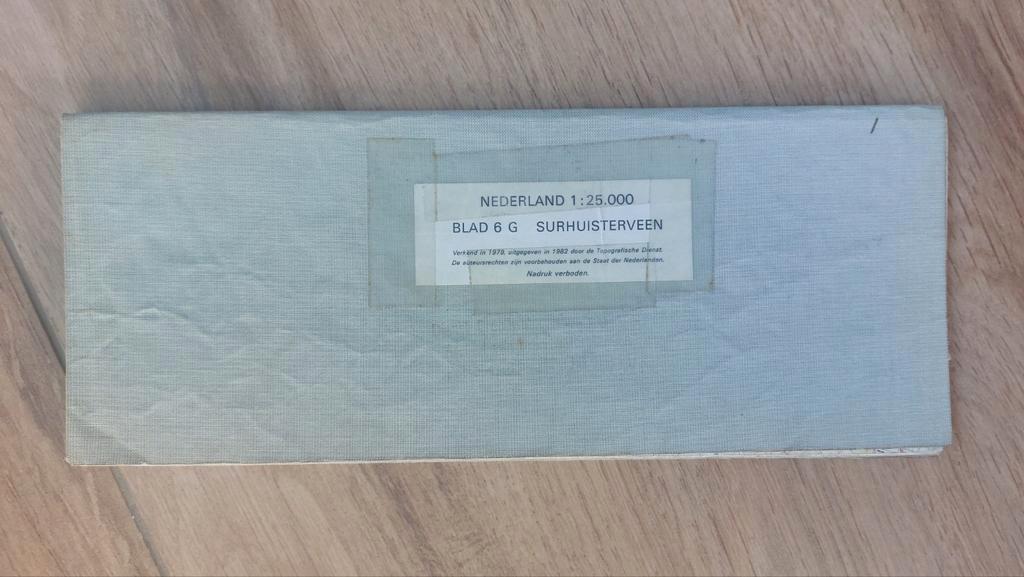 NEDERLAND 1:25.000
BLAD 6 G SURHUISTERVEEN
Verkend in 1979, uitgegeven in 1982 door de Topografische Dienst.
De auteursrechten zijn voorbehouden aan de Staat der Nederlanden.
Nadruk verboden.